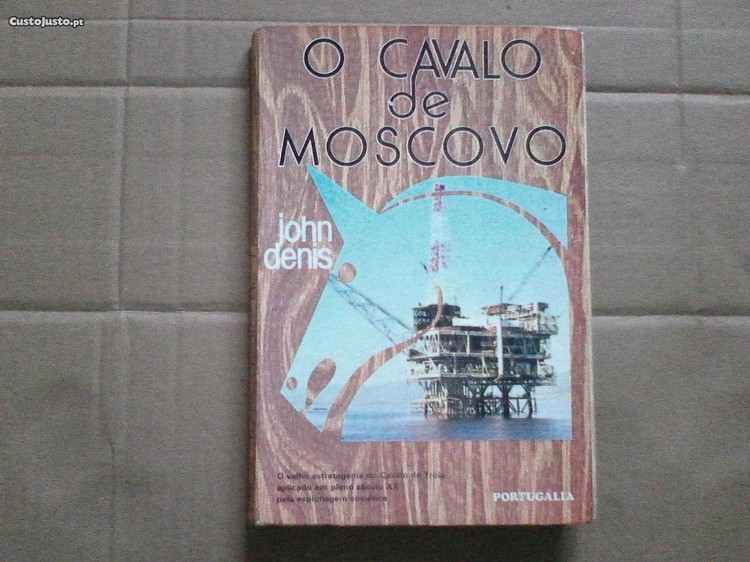 CustoJusto.pt
O CAVALO
de
MOSCOVO
john
denis
O velho estratagema do Cavalo de Tróia
aplicado em pleno século XX
pela espionagem soviética
PORTUGÁLIA